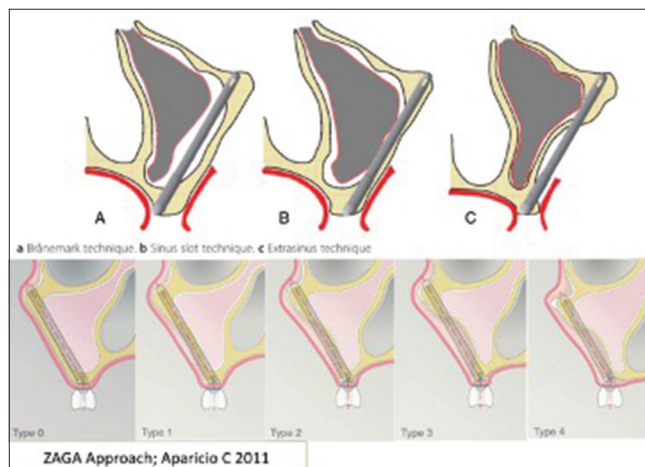 A
B
C
a Brånemark technique, b Sinus slot technique, c Extrasinus technique
Type 0
Type 1
Type 2
Type 3
Type 4
ZAGA Approach; Aparicio C 2011